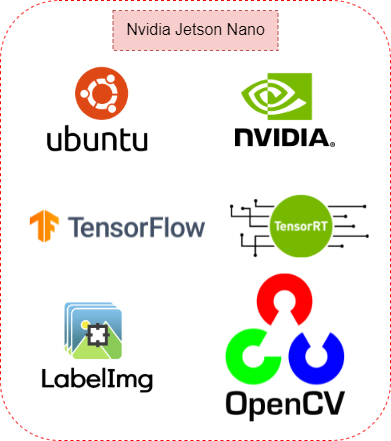 Nvidia Jetson Nano
ubuntu
NVIDIA®
TensorFlow
TensorRT
LabelImg
OpenCV